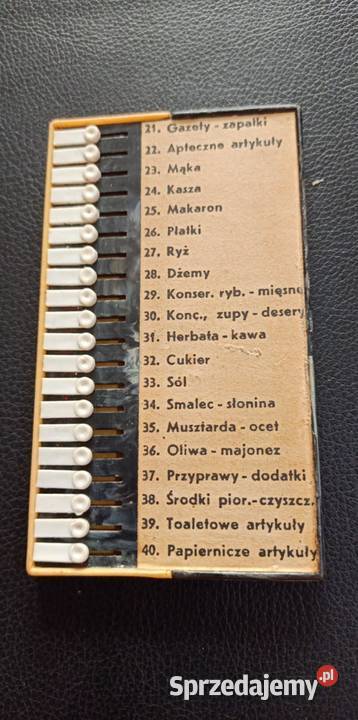 21. Gazety - zapałki
22. Apteczne artykuły
23. Mąka
24. Kasza
25. Makaron
26. Płatki
27. Ryż
28. Dżemy
29. Konser. ryb. - mięsne
30. Konc., zupy - desery
31. Herbata - kawa
32. Cukier
33. Sól
34. Smalec - słonina
35. Musztarda - ocet
36. Oliwa - majonez
37. Przyprawy - dodatki
38. Środki pior.-czyszcz.
39. Toaletowe artykuły
40. Papiernicze artykuły
Sprzedajemy.pl